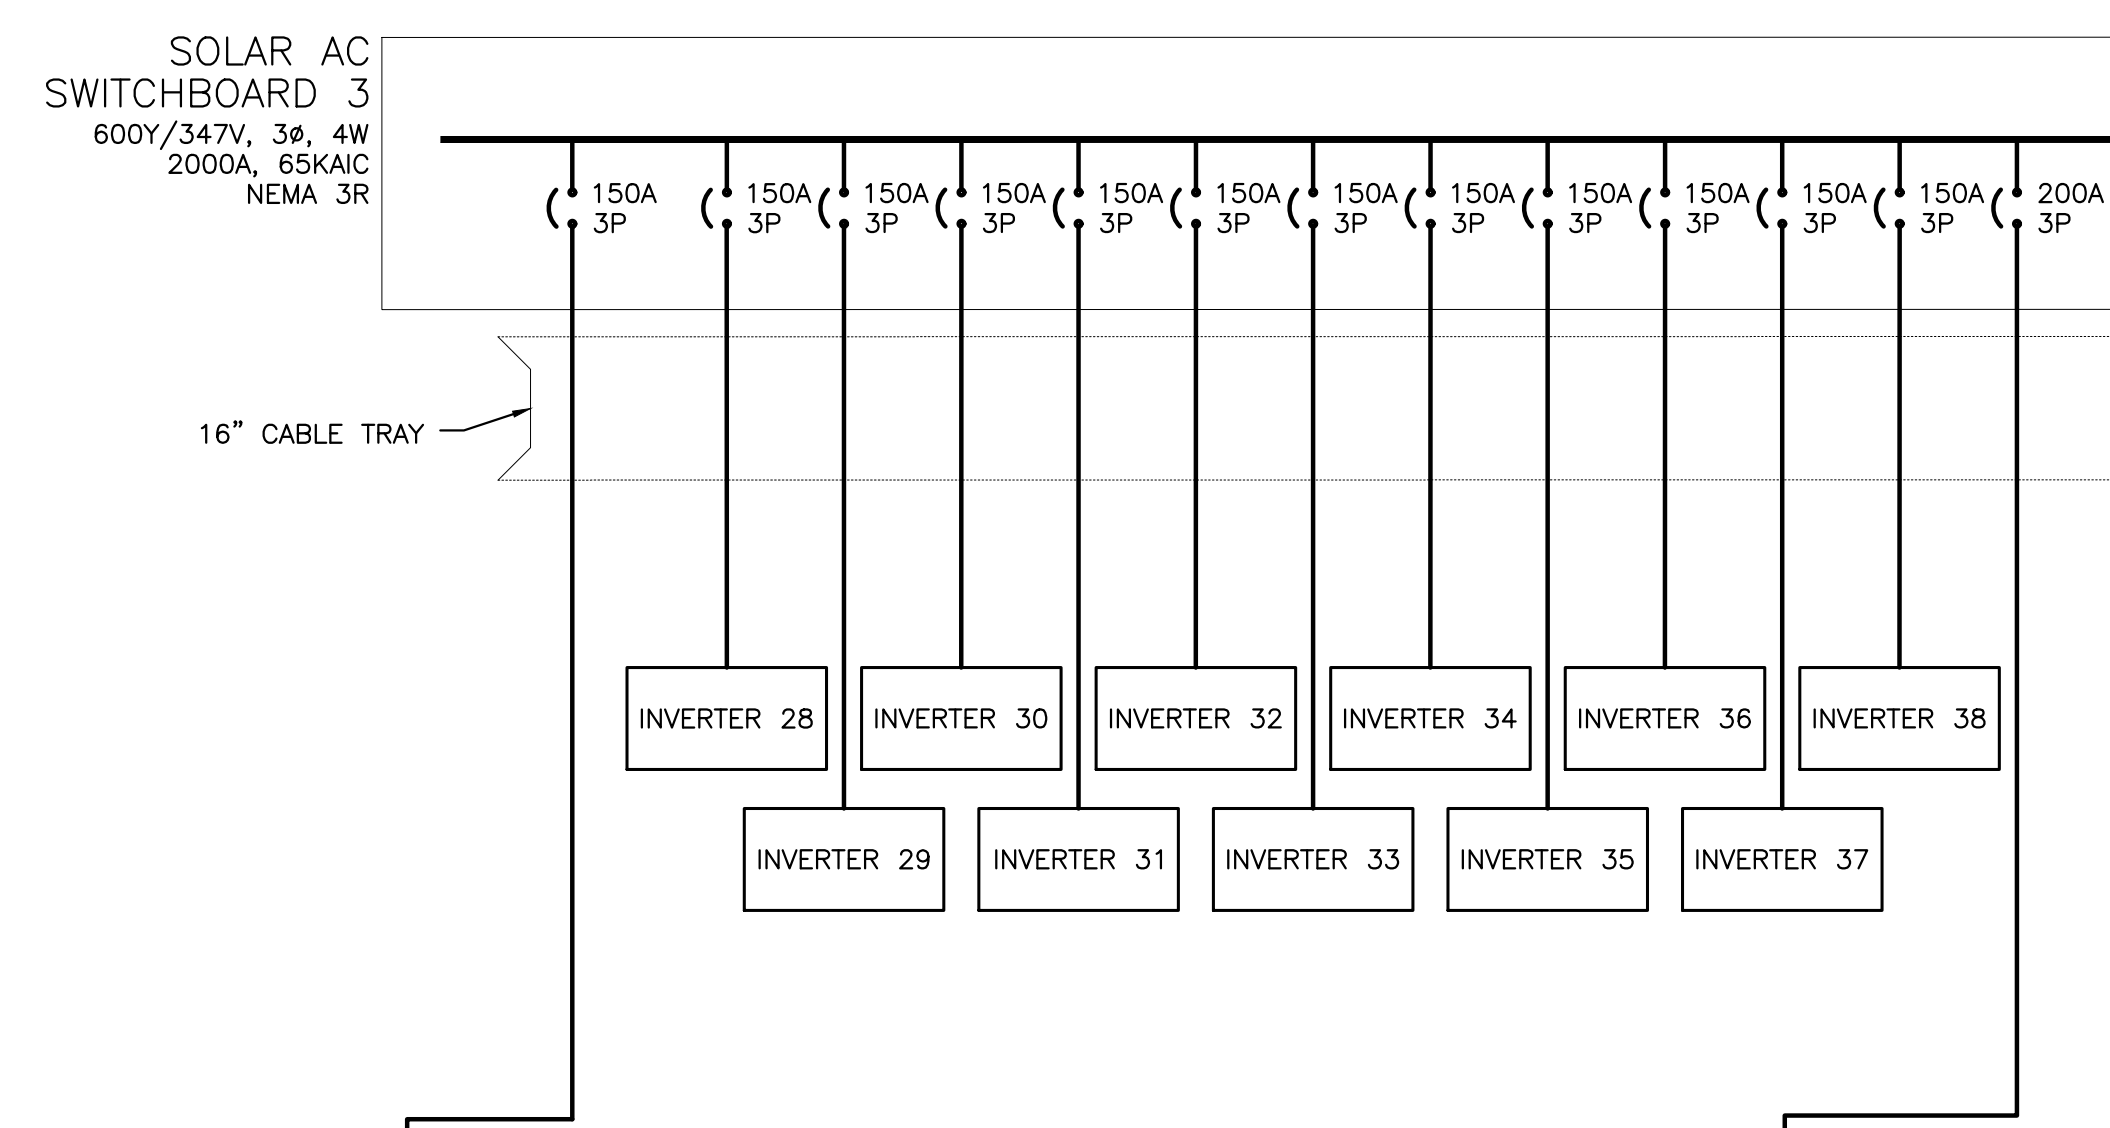 SOLAR AC
SWITCHBOARD 3
600Y/347V, 3ø, 4W
2000A, 65KAIC
NEMA 3R
150A 150A 150A 150A 150A 150A 150A 150A 150A 150A 150A 150A 200A
3P 3P 3P 3P 3P 3P 3P 3P 3P 3P 3P 3P 3P
16” CABLE TRAY
INVERTER 28 INVERTER 30 INVERTER 32 INVERTER 34 INVERTER 36 INVERTER 38
INVERTER 29 INVERTER 31 INVERTER 33 INVERTER 35 INVERTER 37